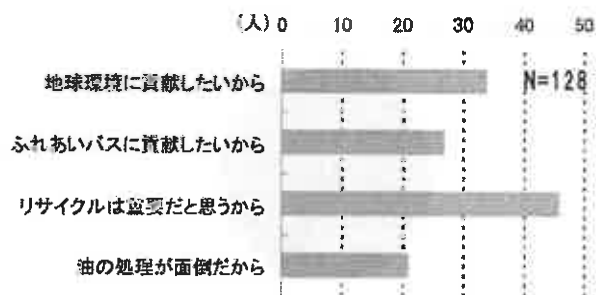 (人) 0 10 20 30 40 50
地球環境に貢献したいから
N=128
ふれあいバスに貢献したいから
リサイクルは重要だと思うから
油の処理が面倒だから